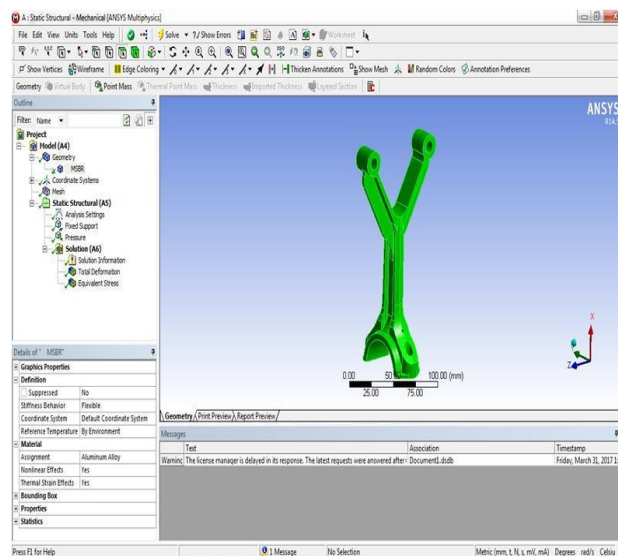 A : Static Structural - Mechanical [ANSYS Multiphysics]
File Edit View Units Tools Help Solve ?/ Show Errors Worksheet
Show Vertices Wireframe Edge Coloring Thicken Annotations Show Mesh Random Colors Annotation Preferences
Geometry Virtual Body Point Mass Thermal Point Mass Thickness Imported Thickness Layered Section
Outline
Filter: Name
Project
Model (A4)
Geometry
MSBR
Coordinate Systems
Mesh
Static Structural (A5)
Analysis Settings
Fixed Support
Pressure
Solution (A6)
Solution Information
Total Deformation
Equivalent Stress
ANSYS
R14.5
X
Z
0.00 50.00 100.00 (mm)
25.00 75.00
Geometry Print Preview Report Preview
Details of "MSBR"
Graphics Properties
Definition
Suppressed No
Stiffness Behavior Flexible
Coordinate System Default Coordinate System
Reference Temperature By Environment
Material
Assignment Aluminum Alloy
Nonlinear Effects Yes
Thermal Strain Effects Yes
Bounding Box
Properties
Statistics
Messages
Text Association Timestamp
Warning The license manager is delayed in its response. The latest requests were answered after Document1.dsdb Friday, March 31, 2017 1:
Press F1 for Help 1 Message No Selection Metric (mm, t, N, s, mV, mA) Degrees rad/s Celsiu